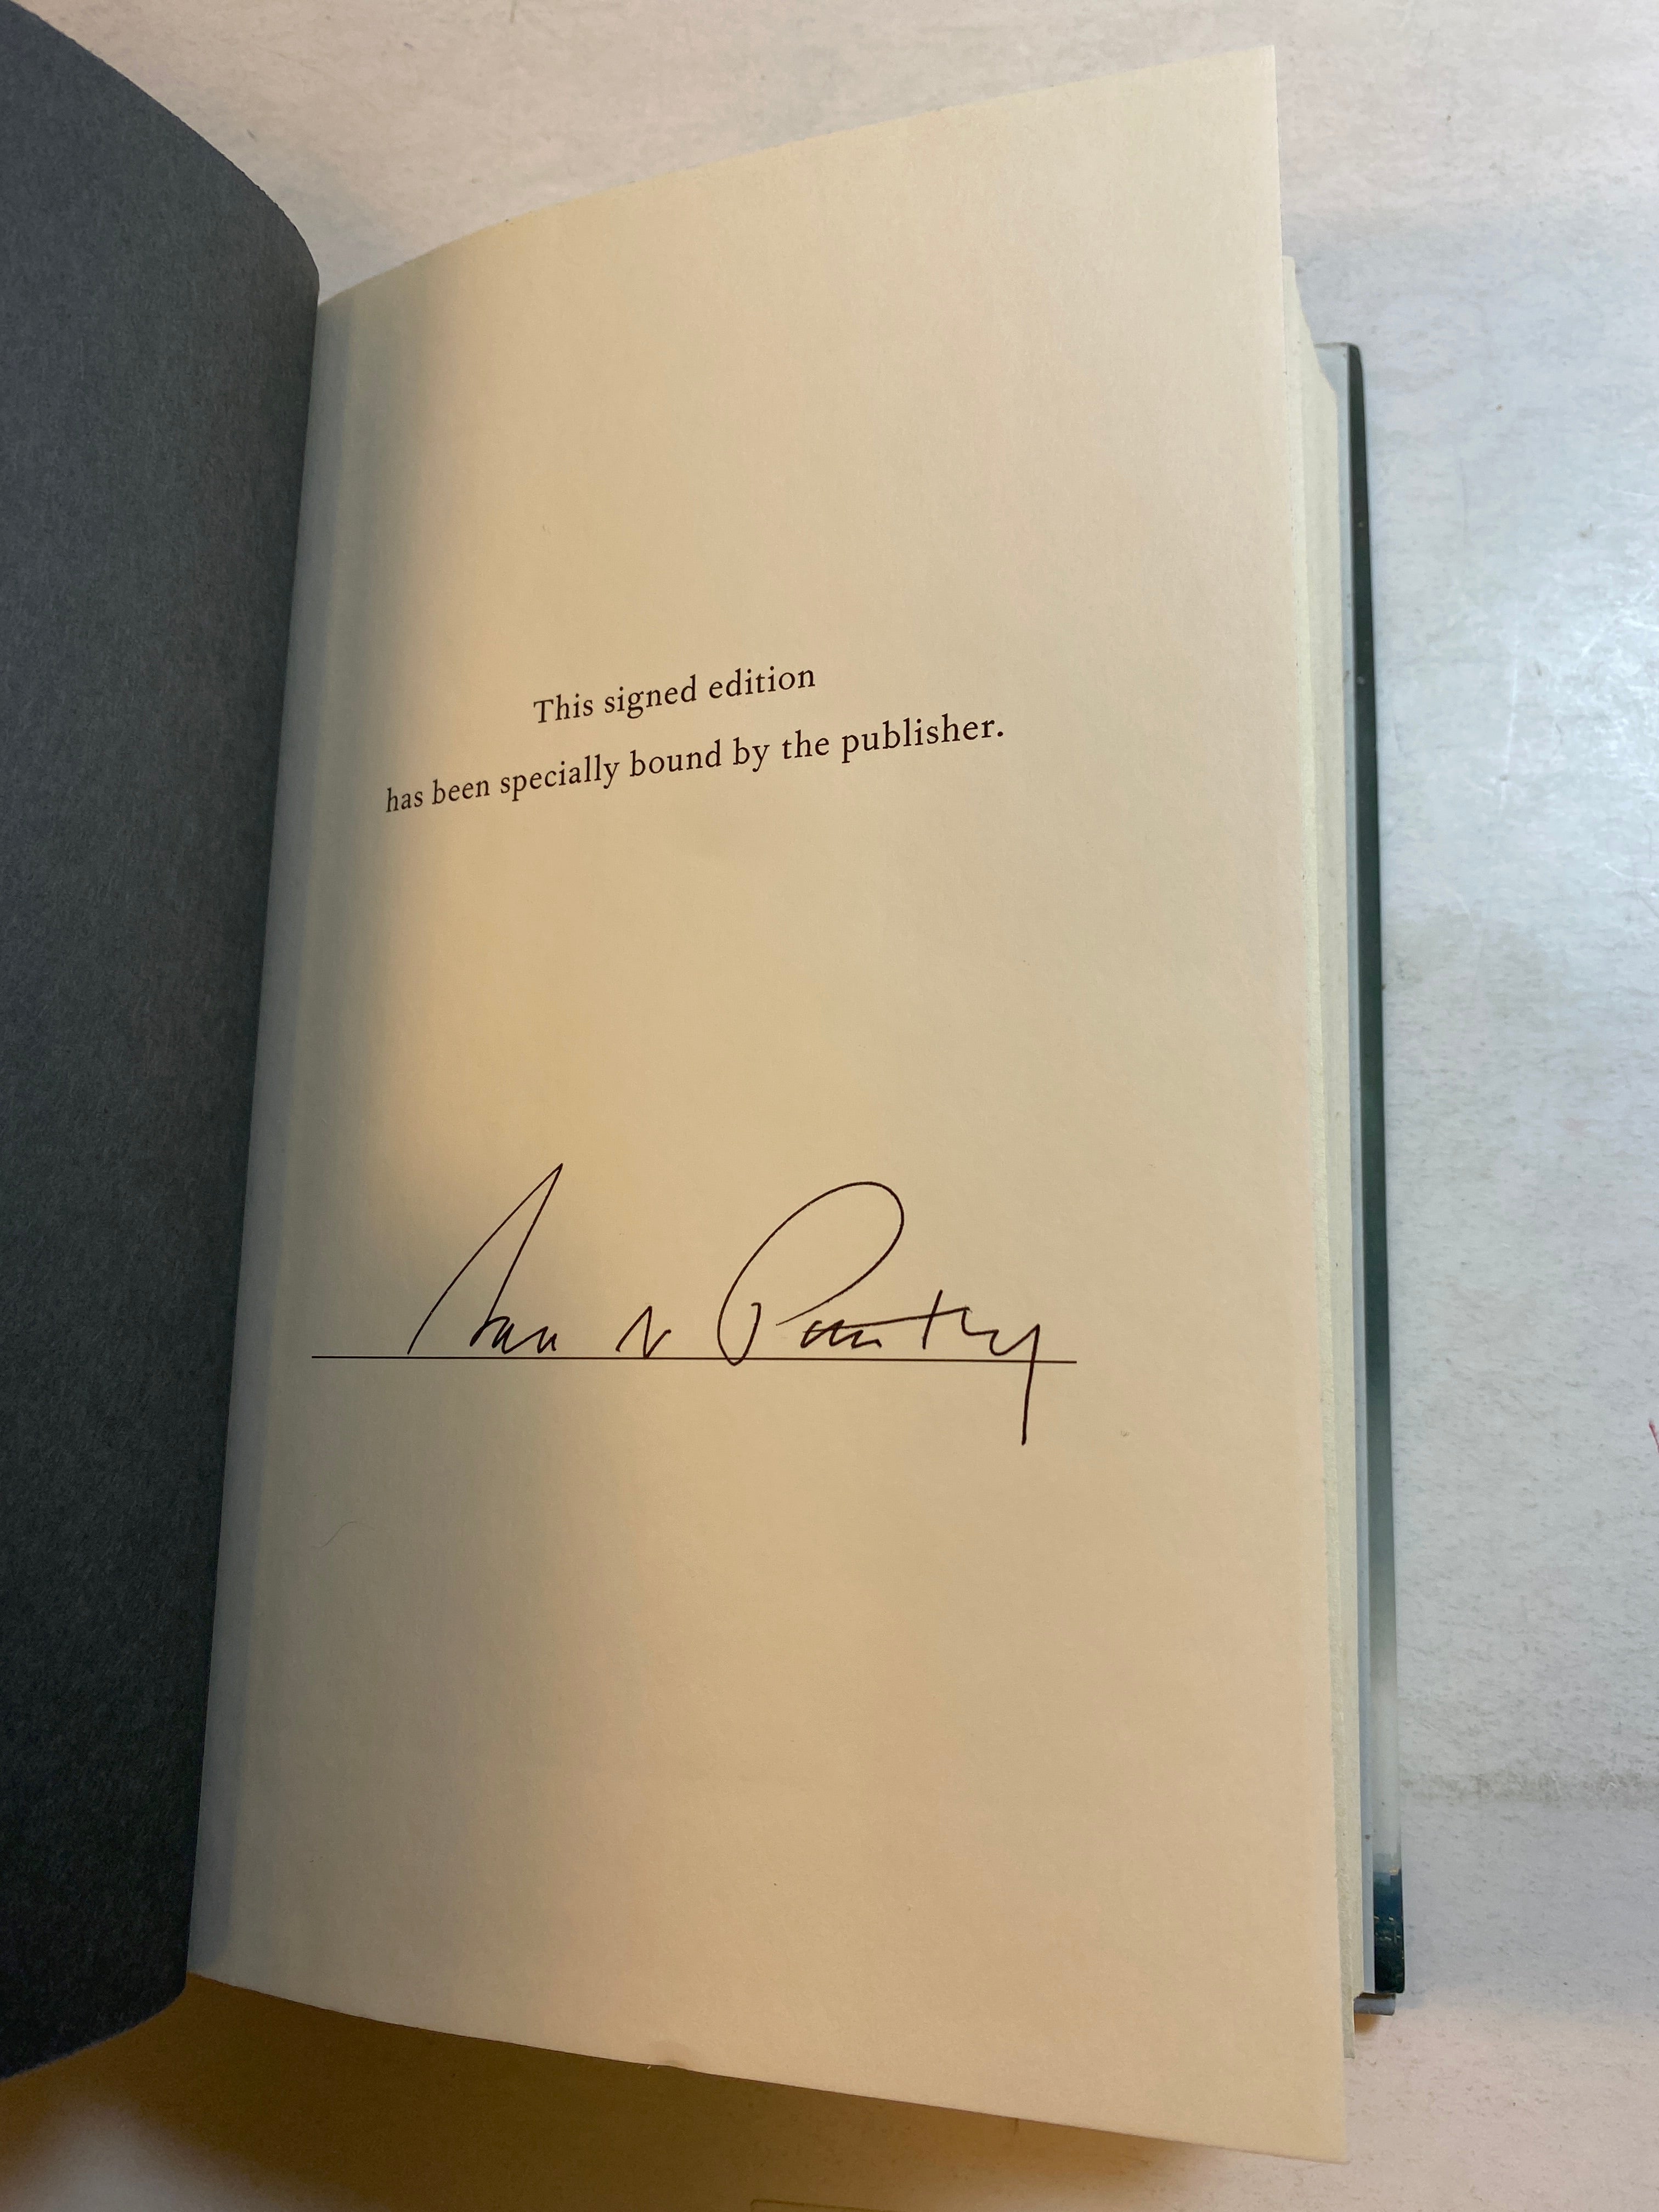 This signed edition
has been specially bound by the publisher.